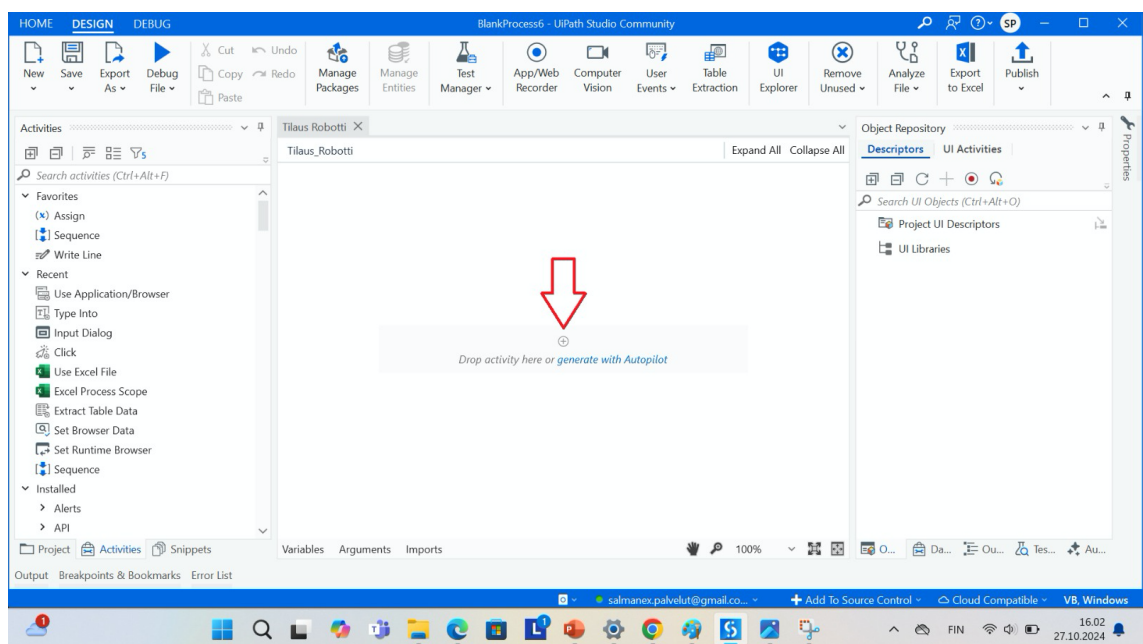 HOME DESIGN DEBUG
BlankProcess6 - UiPath Studio Community
SP
New
Save
Export As
Debug File
Cut
Copy
Paste
Undo
Redo
Manage Packages
Manage Entities
Test Manager
App/Web Recorder
Computer Vision
User Events
Table Extraction
UI Explorer
Remove Unused
Analyze File
Export to Excel
Publish
Activities
Search activities (Ctrl+Alt+F)
Favorites
Assign
Sequence
Write Line
Recent
Use Application/Browser
Type Into
Input Dialog
Click
Use Excel File
Excel Process Scope
Extract Table Data
Set Browser Data
Set Runtime Browser
Sequence
Installed
Alerts
API
Project Activities Snippets
Tilaus Robotti
Tilaus_Robotti
Expand All Collapse All
Drop activity here or generate with Autopilot
Variables Arguments Imports
100%
Object Repository
Descriptors UI Activities
Search UI Objects (Ctrl+Alt+O)
Project UI Descriptors
UI Libraries
O... Da... Ou... Tes... Au...
Properties
Output Breakpoints & Bookmarks Error List
salmanex.palvelut@gmail.co...
Add To Source Control
Cloud Compatible
VB, Windows
FIN
16.02
27.10.2024